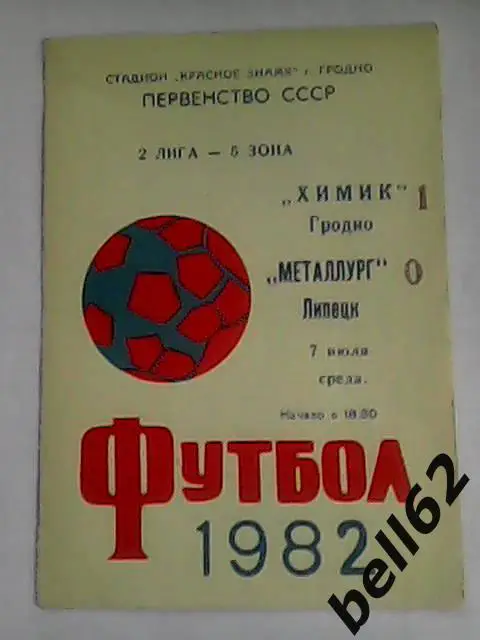 СТАДИОН „КРАСНОЕ ЗНАМЯ" г. ГРОДНО
ПЕРВЕНСТВО СССР
2 ЛИГА — 5 ЗОНА
„ХИМИК" 1
Гродно
„МЕТАЛЛУРГ" 0
Липецк
7 июля
среда.
Начало в 18.30
ФУТБОЛ
1982
bell62